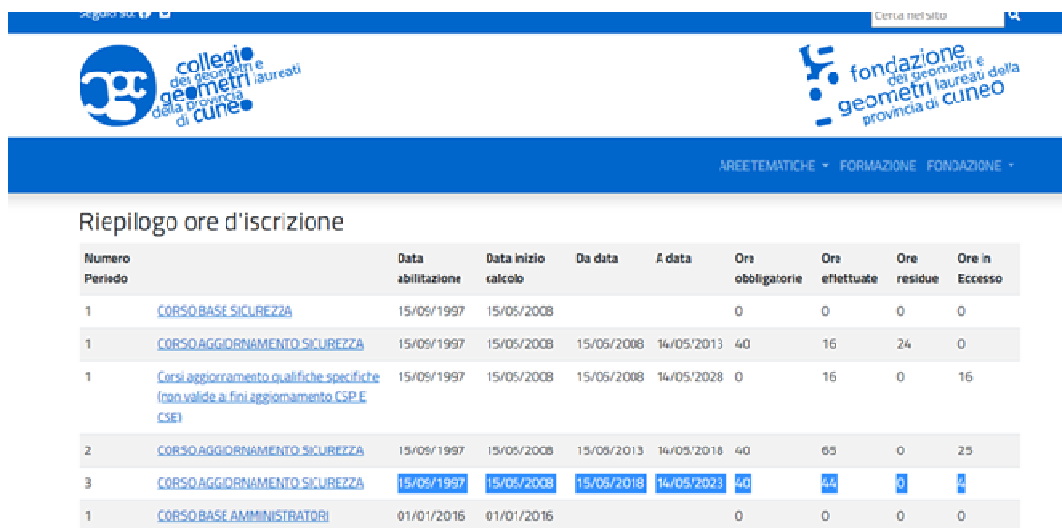 Seguici su:
Cerca nel sito
collegio
dei geometri e
geometri laureati
della provincia
di cuneo
fondazione
dei geometri e
geometri laureati della
provincia di cuneo
AREE TEMATICHE FORMAZIONE FONDAZIONE
Riepilogo ore d'iscrizione
Numero Periodo Data abilitazione Data inizio calcolo Da data A data Ore obbligatorie Ore effettuate Ore residue Ore in Eccesso
1 CORSO BASE SICUREZZA 15/09/1997 15/05/2008 0 0 0 0
1 CORSO AGGIORNAMENTO SICUREZZA 15/09/1997 15/05/2008 15/05/2008 14/05/2013 40 16 24 0
1 Corsi aggiornamento qualifiche specifiche 15/09/1997 15/05/2008 15/05/2008 14/05/2028 0 16 0 16
(non valide ai fini aggiornamento CSP E
CSE)
2 CORSO AGGIORNAMENTO SICUREZZA 15/09/1997 15/05/2008 15/05/2013 14/05/2018 40 65 0 25
3 CORSO AGGIORNAMENTO SICUREZZA 15/09/1997 15/05/2008 15/05/2018 14/05/2023 40 44 0 4
1 CORSO BASE AMMINISTRATORI 01/01/2016 01/01/2016 0 0 0 0